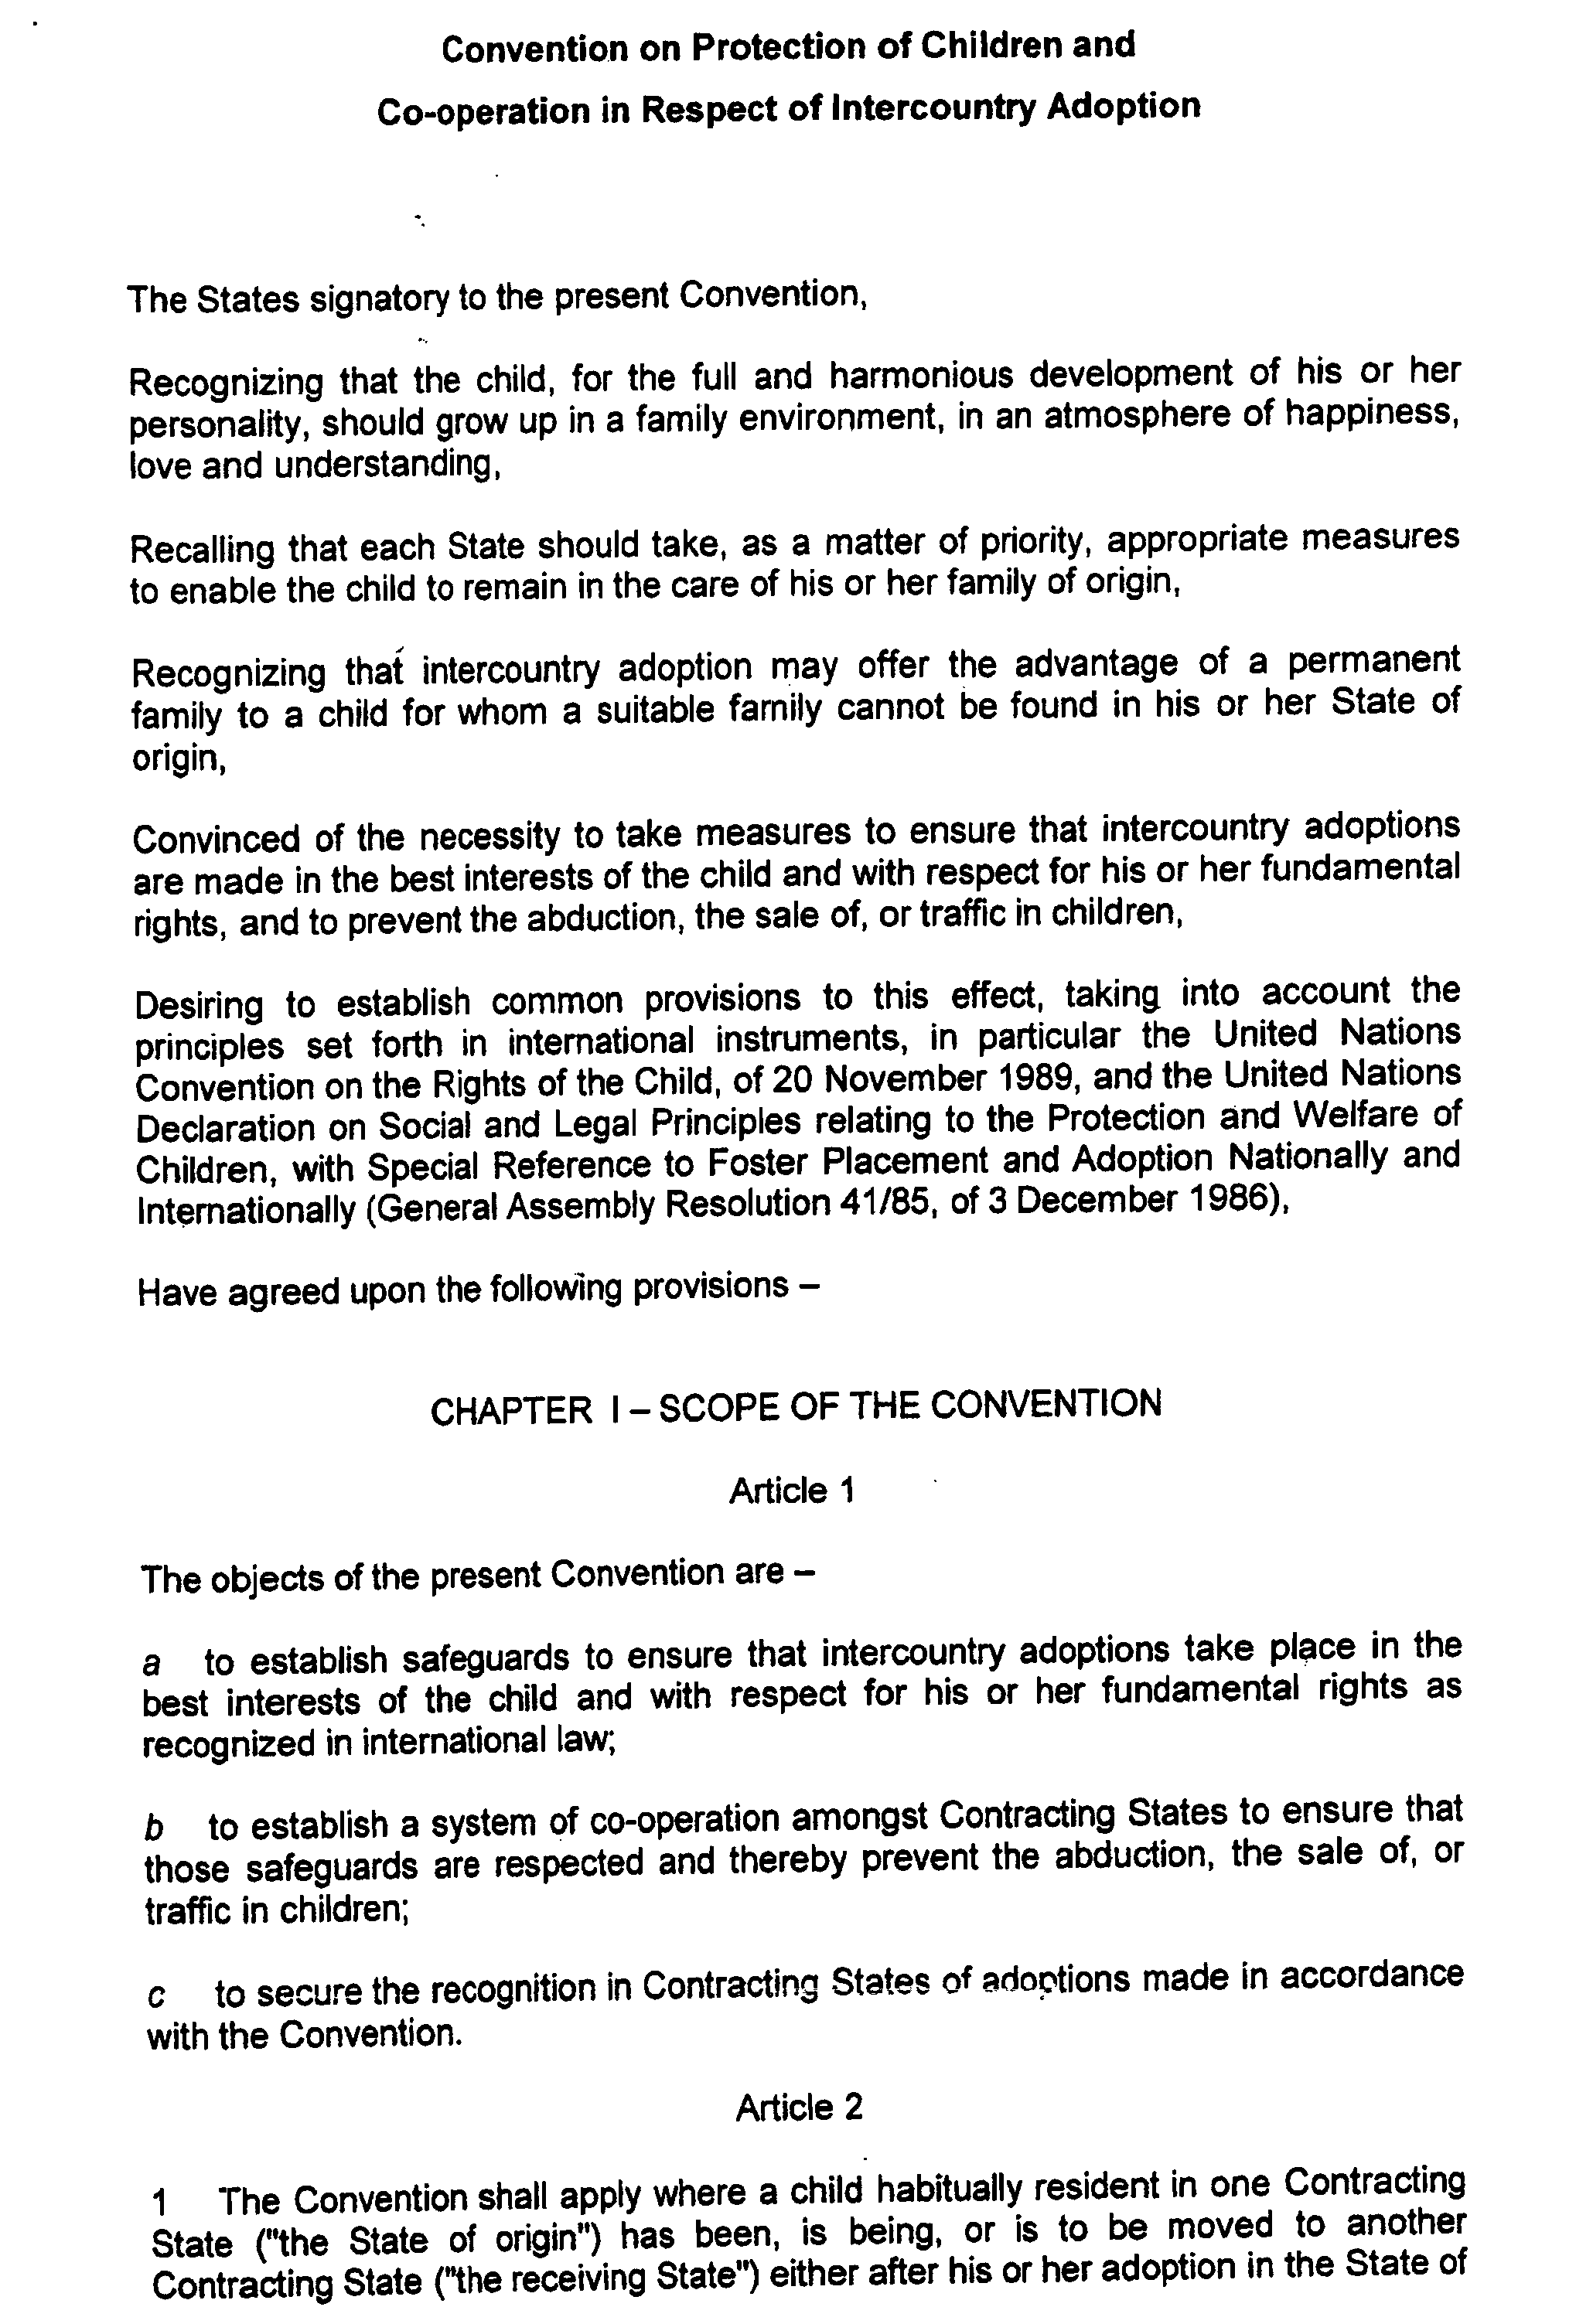 Convention on Protection of Children and
Co-operation in Respect of Intercountry Adoption
The States signatory to the present Convention,
Recognizing that the child, for the full and harmonious development of his or her
personality, should grow up in a family environment, in an atmosphere of happiness,
love and understanding,
Recalling that each State should take, as a matter of priority, appropriate measures
to enable the child to remain in the care of his or her family of origin,
Recognizing that intercountry adoption may offer the advantage of a permanent
family to a child for whom a suitable family cannot be found in his or her State of
origin,
Convinced of the necessity to take measures to ensure that intercountry adoptions
are made in the best interests of the child and with respect for his or her fundamental
rights, and to prevent the abduction, the sale of, or traffic in children,
Desiring to establish common provisions to this effect, taking into account the
principles set forth in international instruments, in particular the United Nations
Convention on the Rights of the Child, of 20 November 1989, and the United Nations
Declaration on Social and Legal Principles relating to the Protection and Welfare of
Children, with Special Reference to Foster Placement and Adoption Nationally and
Internationally (General Assembly Resolution 41/85, of 3 December 1986),
Have agreed upon the following provisions –
CHAPTER I – SCOPE OF THE CONVENTION
Article 1
The objects of the present Convention are –
a to establish safeguards to ensure that intercountry adoptions take place in the
best interests of the child and with respect for his or her fundamental rights as
recognized in international law;
b to establish a system of co-operation amongst Contracting States to ensure that
those safeguards are respected and thereby prevent the abduction, the sale of, or
traffic in children;
c to secure the recognition in Contracting States of adoptions made in accordance
with the Convention.
Article 2
1 The Convention shall apply where a child habitually resident in one Contracting
State ("the State of origin") has been, is being, or is to be moved to another
Contracting State ("the receiving State") either after his or her adoption in the State of